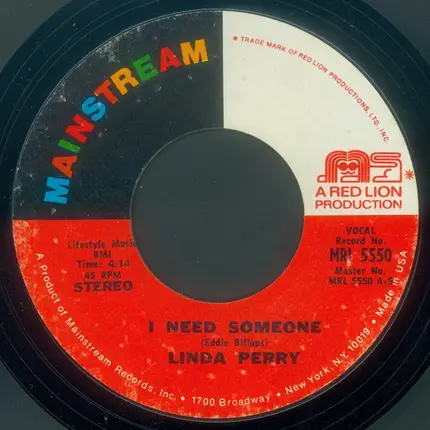 MAINSTREAM
* TRADE MARK OF RED LION PRODUCTIONS, LTD., INC.
MS *
A RED LION
PRODUCTION
Lifestyle Music
BMI
Time: 4:14
45 RPM
STEREO
VOCAL
Record No.
MRL 5550
Master No.
MRL 5550 A-S
I NEED SOMEONE
(Eddie Billups)
LINDA PERRY
A Product of Mainstream Records, Inc. • 1700 Broadway • New York, N.Y. 10019 • Made in USA